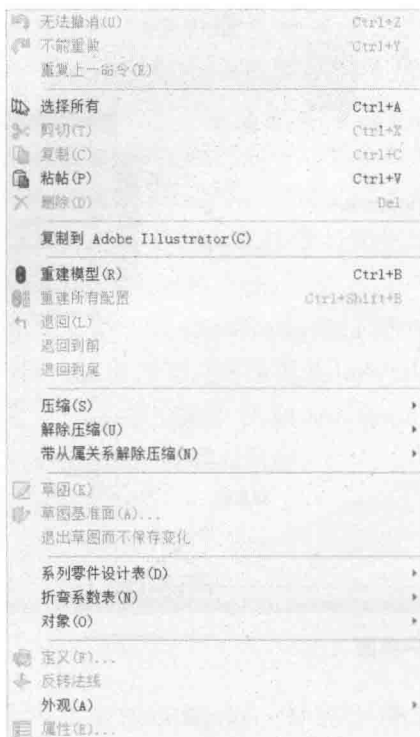 无法撤消(U) Ctrl+Z
不能重做 Ctrl+Y
重复上一命令(E)
选择所有 Ctrl+A
剪切(T) Ctrl+X
复制(C) Ctrl+C
粘帖(P) Ctrl+V
删除(D) Del
复制到 Adobe Illustrator(C)
重建模型(R) Ctrl+B
重建所有配置 Ctrl+Shift+B
退回(L)
退回到前
退回到尾
压缩(S)
解除压缩(U)
带从属关系解除压缩(N)
草图(K)
草图基准面(A)...
退出草图而不保存变化
系列零件设计表(D)
折弯系数表(N)
对象(O)
定义(F)...
反转法线
外观(A)
属性(E)...